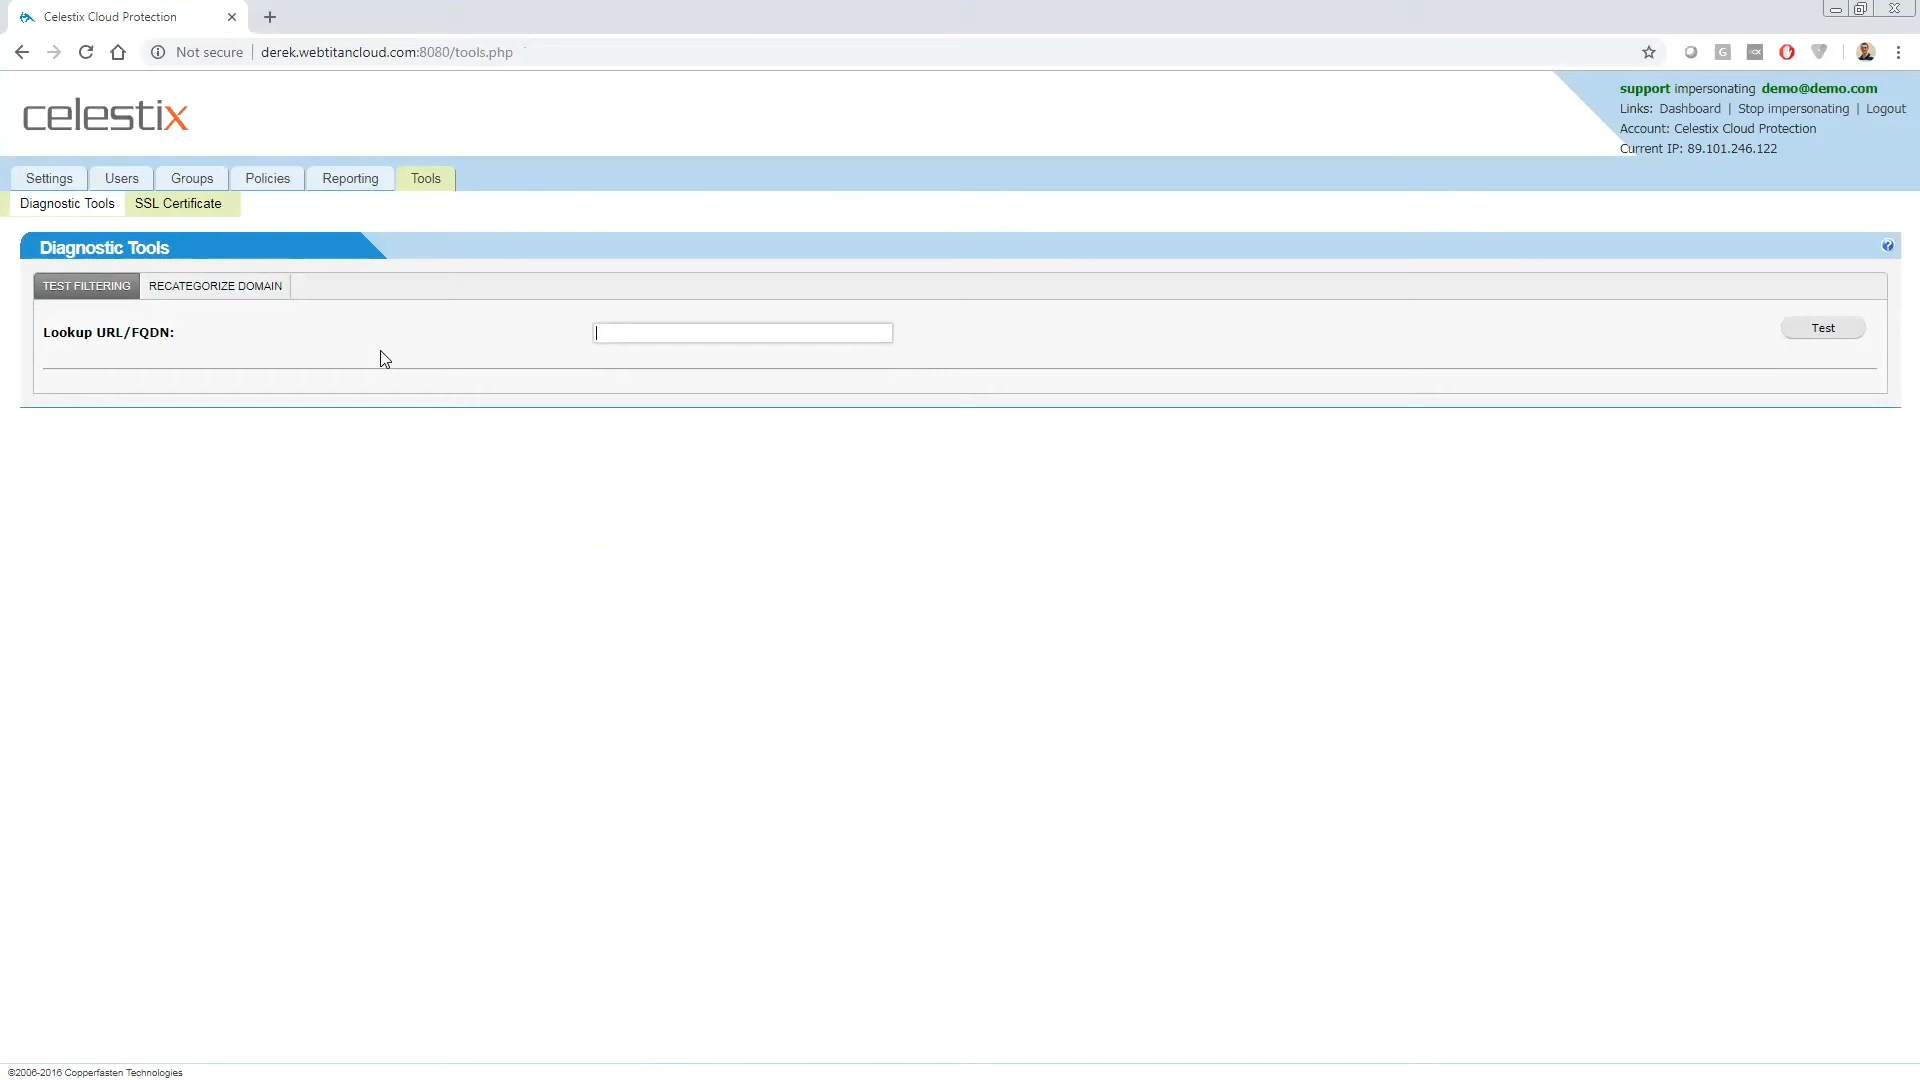 Celestix Cloud Protection
Not secure
derek.webtitancloud.com:8080/tools.php
celestix
support impersonating demo@demo.com
Links: Dashboard | Stop impersonating | Logout
Account: Celestix Cloud Protection
Current IP: 89.101.246.122
Settings Users Groups Policies Reporting Tools
Diagnostic Tools SSL Certificate
Diagnostic Tools
TEST FILTERING RECATEGORIZE DOMAIN
Lookup URL/FQDN:
Test
©2006-2016 Copperfasten Technologies